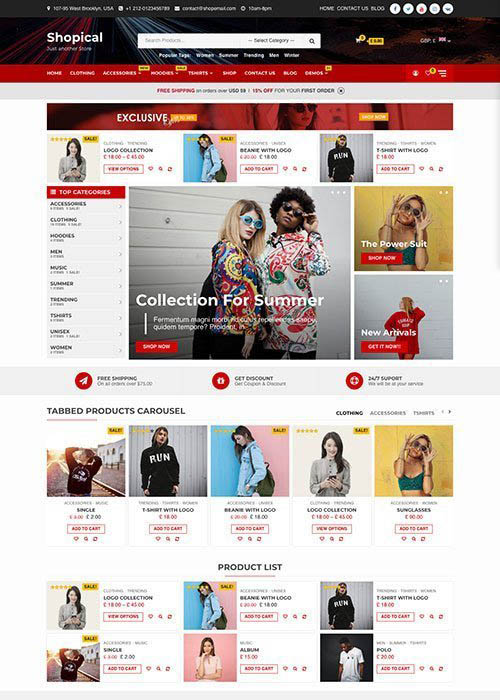 107-95 West Brooklyn, USA +1 212-0123456789 contact@shopemail.com 10am-8pm HOME CONTACT US BLOG
Shopical
Just another Store
Search Products... - Select Category -
£ 0.00
GBP, £
Popular Tags: Women Summer Trending Men Winter
HOME CLOTHING ACCESSORIES NEW HOODIES SALE TSHIRTS SHOP CONTACT US BLOG DEMOS
FREE SHIPPING on orders over USD 59 | 15% OFF FOR YOUR FIRST ORDER
EXCLUSIVE UP TO 50% SHOP NOW
SALE!
CLOTHING · TRENDING
LOGO COLLECTION
£ 18.00 – £ 45.00
VIEW OPTIONS
SALE!
ACCESSORIES · UNISEX
BEANIE WITH LOGO
£ 20.00 £ 18.00
ADD TO CART
RUN
TRENDING · TSHIRTS · WOMEN
T-SHIRT WITH LOGO
£ 18.00
ADD TO CART
TOP CATEGORIES
ACCESSORIES
CLOTHING
HOODIES
MEN
MUSIC
SUMMER
TRENDING
TSHIRTS
UNISEX
WOMEN
Collection For Summer
Fermentum magni morbi
quidem tempore? Proident, in
SHOP NOW
The Power Suit
SHOP NOW
New Arrivals
GET IT NOW!!
FREE SHIPPING
On all orders over $75.00
GET DISCOUNT
Get Coupon & Discount
24/7 SUPORT
We will be at your service
TABBED PRODUCTS CAROUSEL
CLOTHING ACCESSORIES TSHIRTS
SALE!
ACCESSORIES · MUSIC
SINGLE
£ 3.00 £ 2.00
ADD TO CART
RUN
TRENDING · TSHIRTS · WOMEN
T-SHIRT WITH LOGO
£ 18.00
ADD TO CART
SALE!
ACCESSORIES · UNISEX
BEANIE WITH LOGO
£ 20.00 £ 18.00
ADD TO CART
SALE!
CLOTHING · TRENDING
LOGO COLLECTION
£ 18.00 – £ 45.00
VIEW OPTIONS
ACCESSORIES · SUMMER
SUNGLASSES
£ 90.00
ADD TO CART
PRODUCT LIST
SALE!
CLOTHING · TRENDING
LOGO COLLECTION
£ 18.00 – £ 45.00
VIEW OPTIONS
SALE!
ACCESSORIES · UNISEX
BEANIE WITH LOGO
£ 20.00 £ 18.00
ADD TO CART
RUN
TRENDING · TSHIRTS · WOMEN
T-SHIRT WITH LOGO
£ 18.00
ADD TO CART
SALE!
ACCESSORIES · MUSIC
SINGLE
£ 3.00 £ 2.00
ADD TO CART
MUSIC
ALBUM
£ 15.00
ADD TO CART
MEN · SUMMER · TSHIRTS
POLO
£ 20.00
ADD TO CART